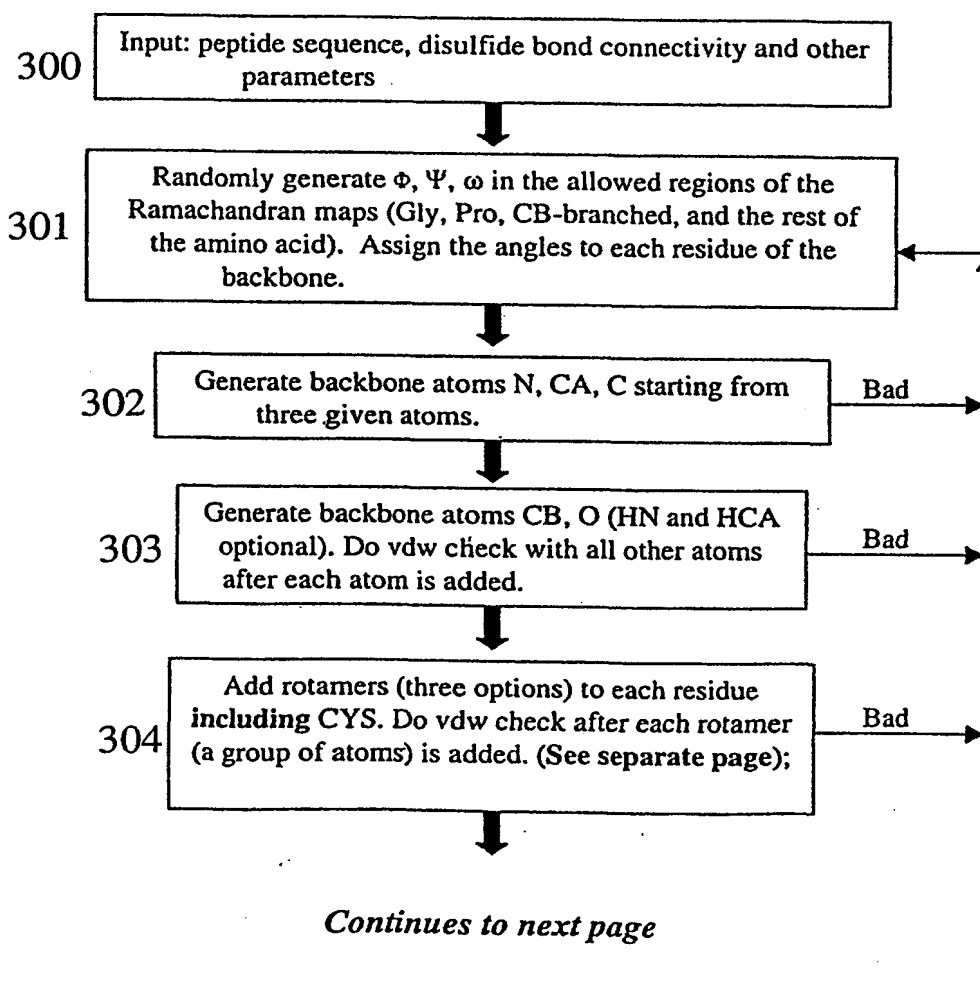 300
Input: peptide sequence, disulfide bond connectivity and other
parameters
301
Randomly generate Φ, Ψ, ω in the allowed regions of the
Ramachandran maps (Gly, Pro, CB-branched, and the rest of
the amino acid). Assign the angles to each residue of the
backbone.
302
Generate backbone atoms N, CA, C starting from
three given atoms.
Bad
303
Generate backbone atoms CB, O (HN and HCA
optional). Do vdw check with all other atoms
after each atom is added.
Bad
304
Add rotamers (three options) to each residue
including CYS. Do vdw check after each rotamer
(a group of atoms) is added. (See separate page);
Bad
Continues to next page